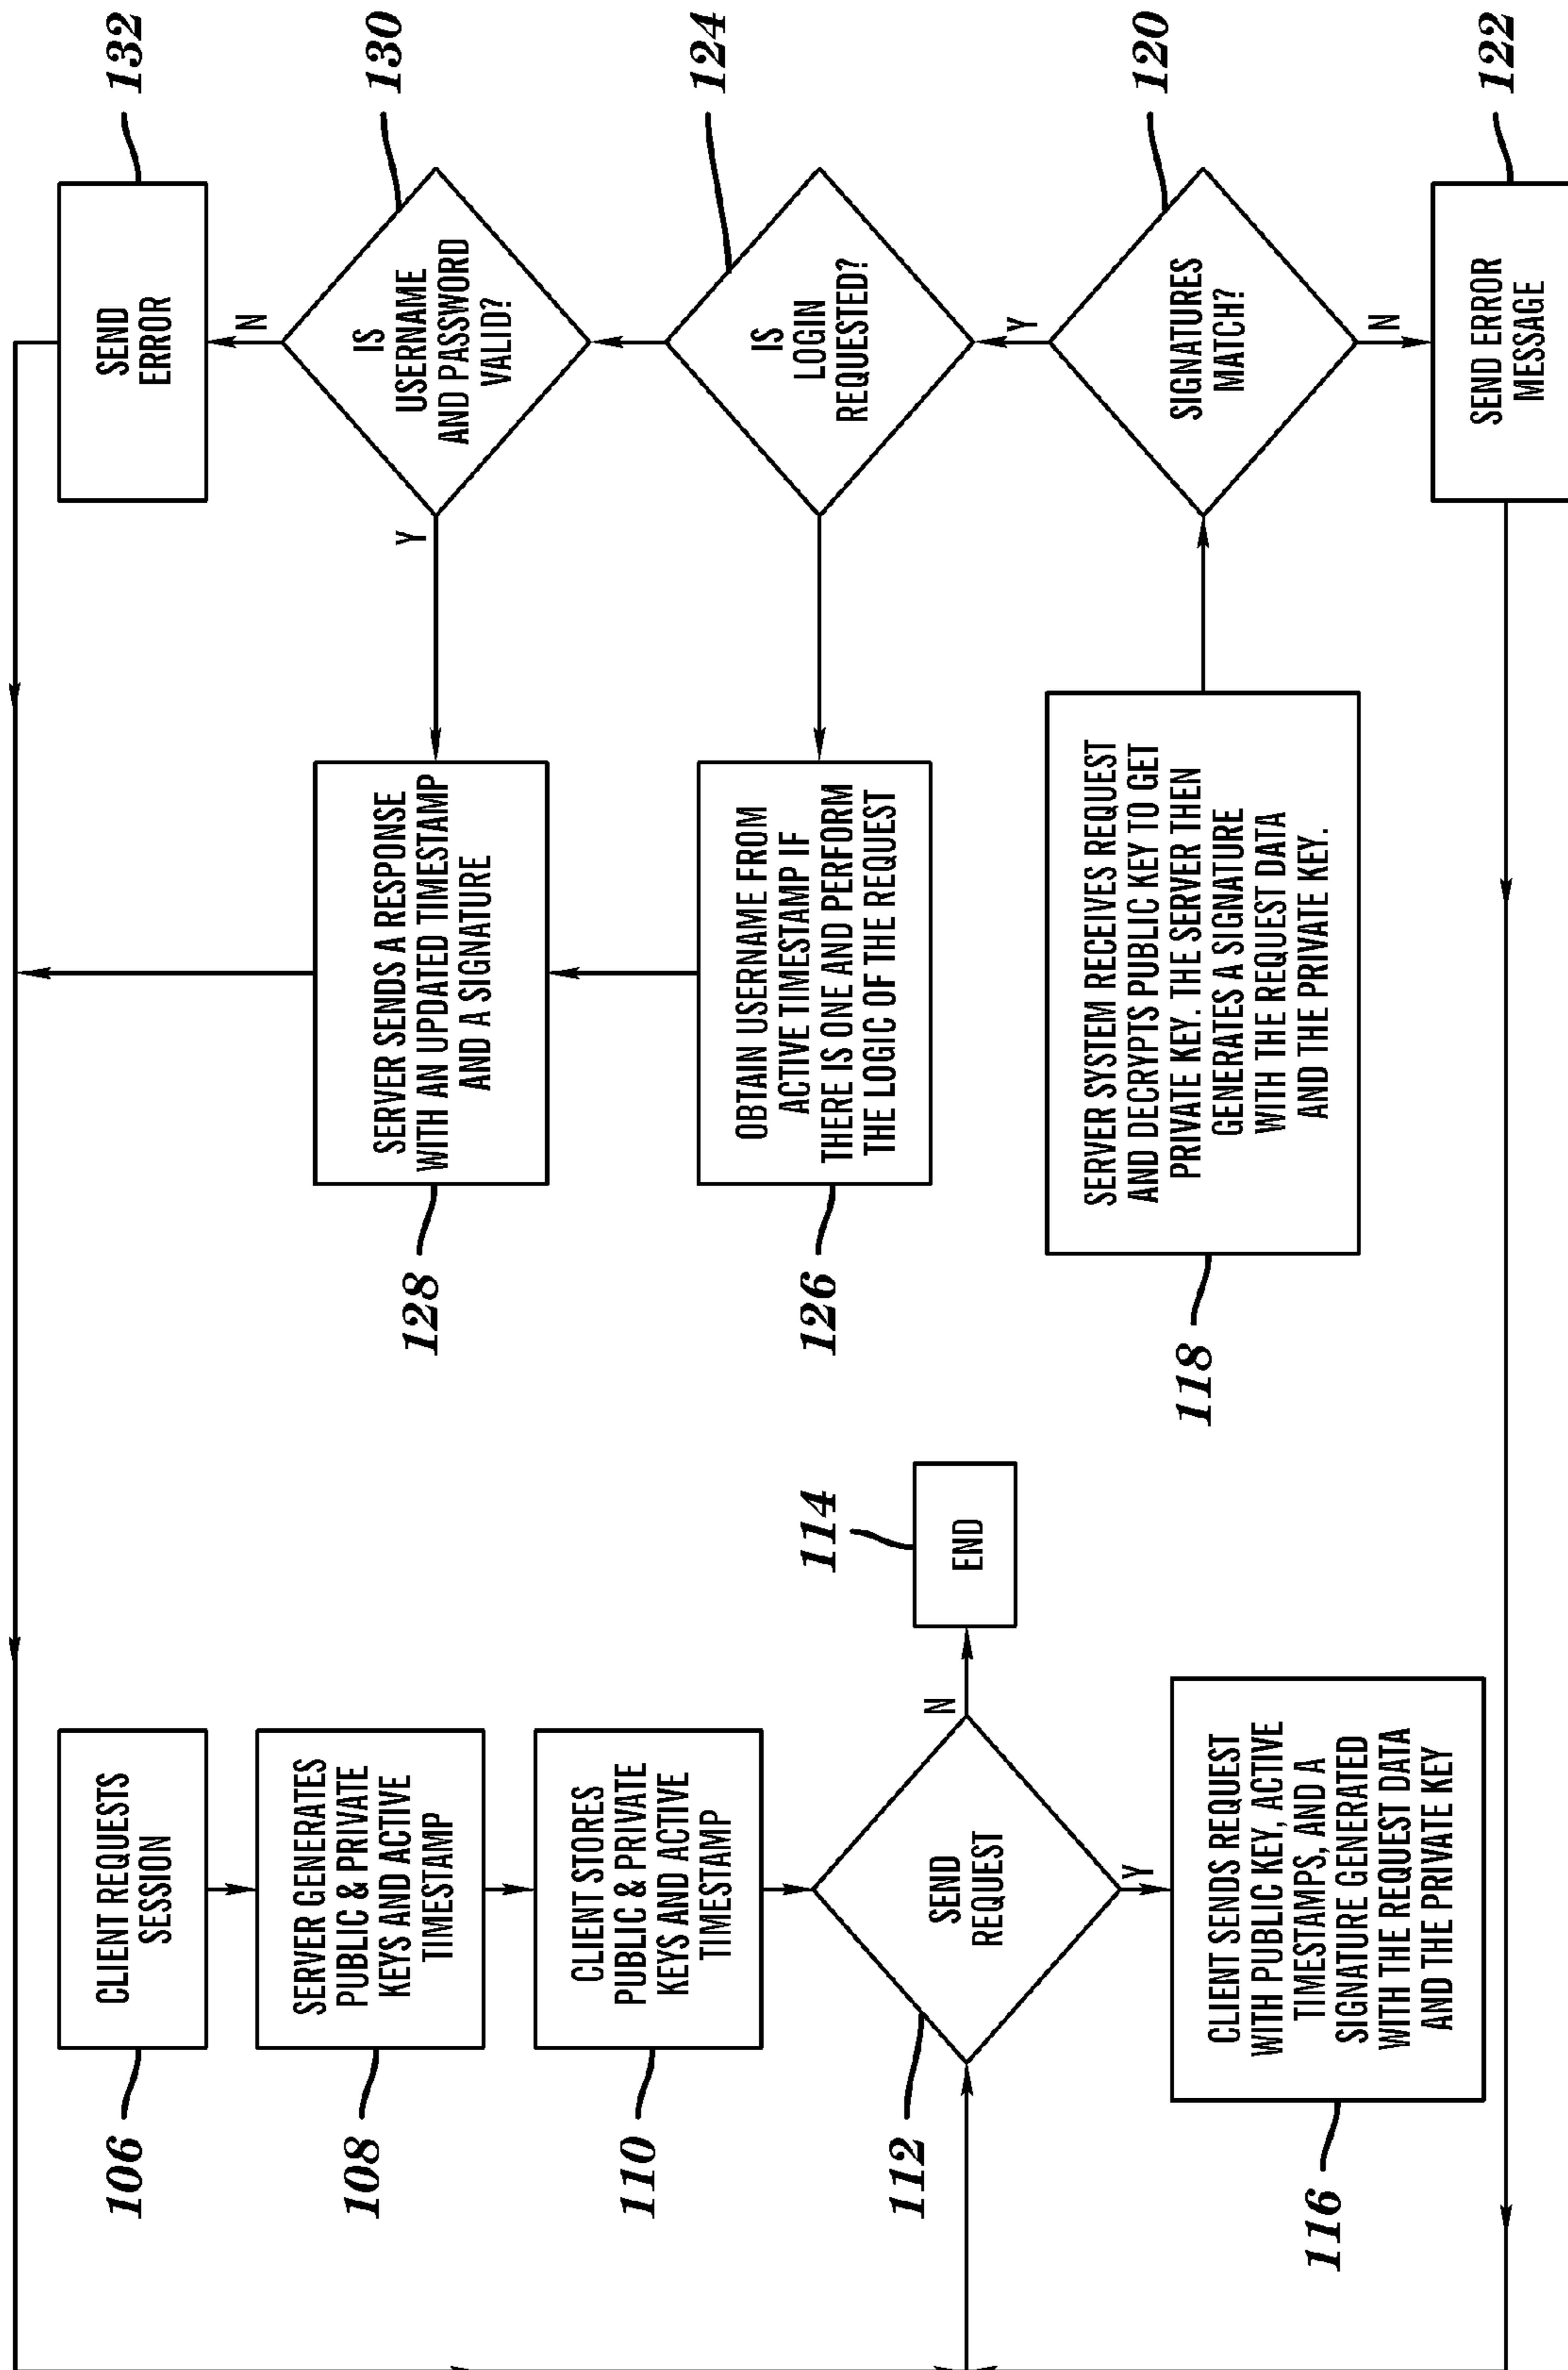 106
CLIENT REQUESTS
SESSION
108
SERVER GENERATES
PUBLIC & PRIVATE
KEYS AND ACTIVE
TIMESTAMP
110
CLIENT STORES
PUBLIC & PRIVATE
KEYS AND ACTIVE
TIMESTAMP
112
SEND
REQUEST
N
Y
114
END
116
CLIENT SENDS REQUEST
WITH PUBLIC KEY, ACTIVE
TIMESTAMPS, AND A
SIGNATURE GENERATED
WITH THE REQUEST DATA
AND THE PRIVATE KEY
118
SERVER SYSTEM RECEIVES REQUEST
AND DECRYPTS PUBLIC KEY TO GET
PRIVATE KEY. THE SERVER THEN
GENERATES A SIGNATURE
WITH THE REQUEST DATA
AND THE PRIVATE KEY.
120
SIGNATURES
MATCH?
Y
N
122
SEND ERROR
MESSAGE
124
IS
LOGIN
REQUESTED?
126
OBTAIN USERNAME FROM
ACTIVE TIMESTAMP IF
THERE IS ONE AND PERFORM
THE LOGIC OF THE REQUEST
128
SERVER SENDS A RESPONSE
WITH AN UPDATED TIMESTAMP
AND A SIGNATURE
130
IS
USERNAME
AND PASSWORD
VALID?
Y
N
132
SEND
ERROR